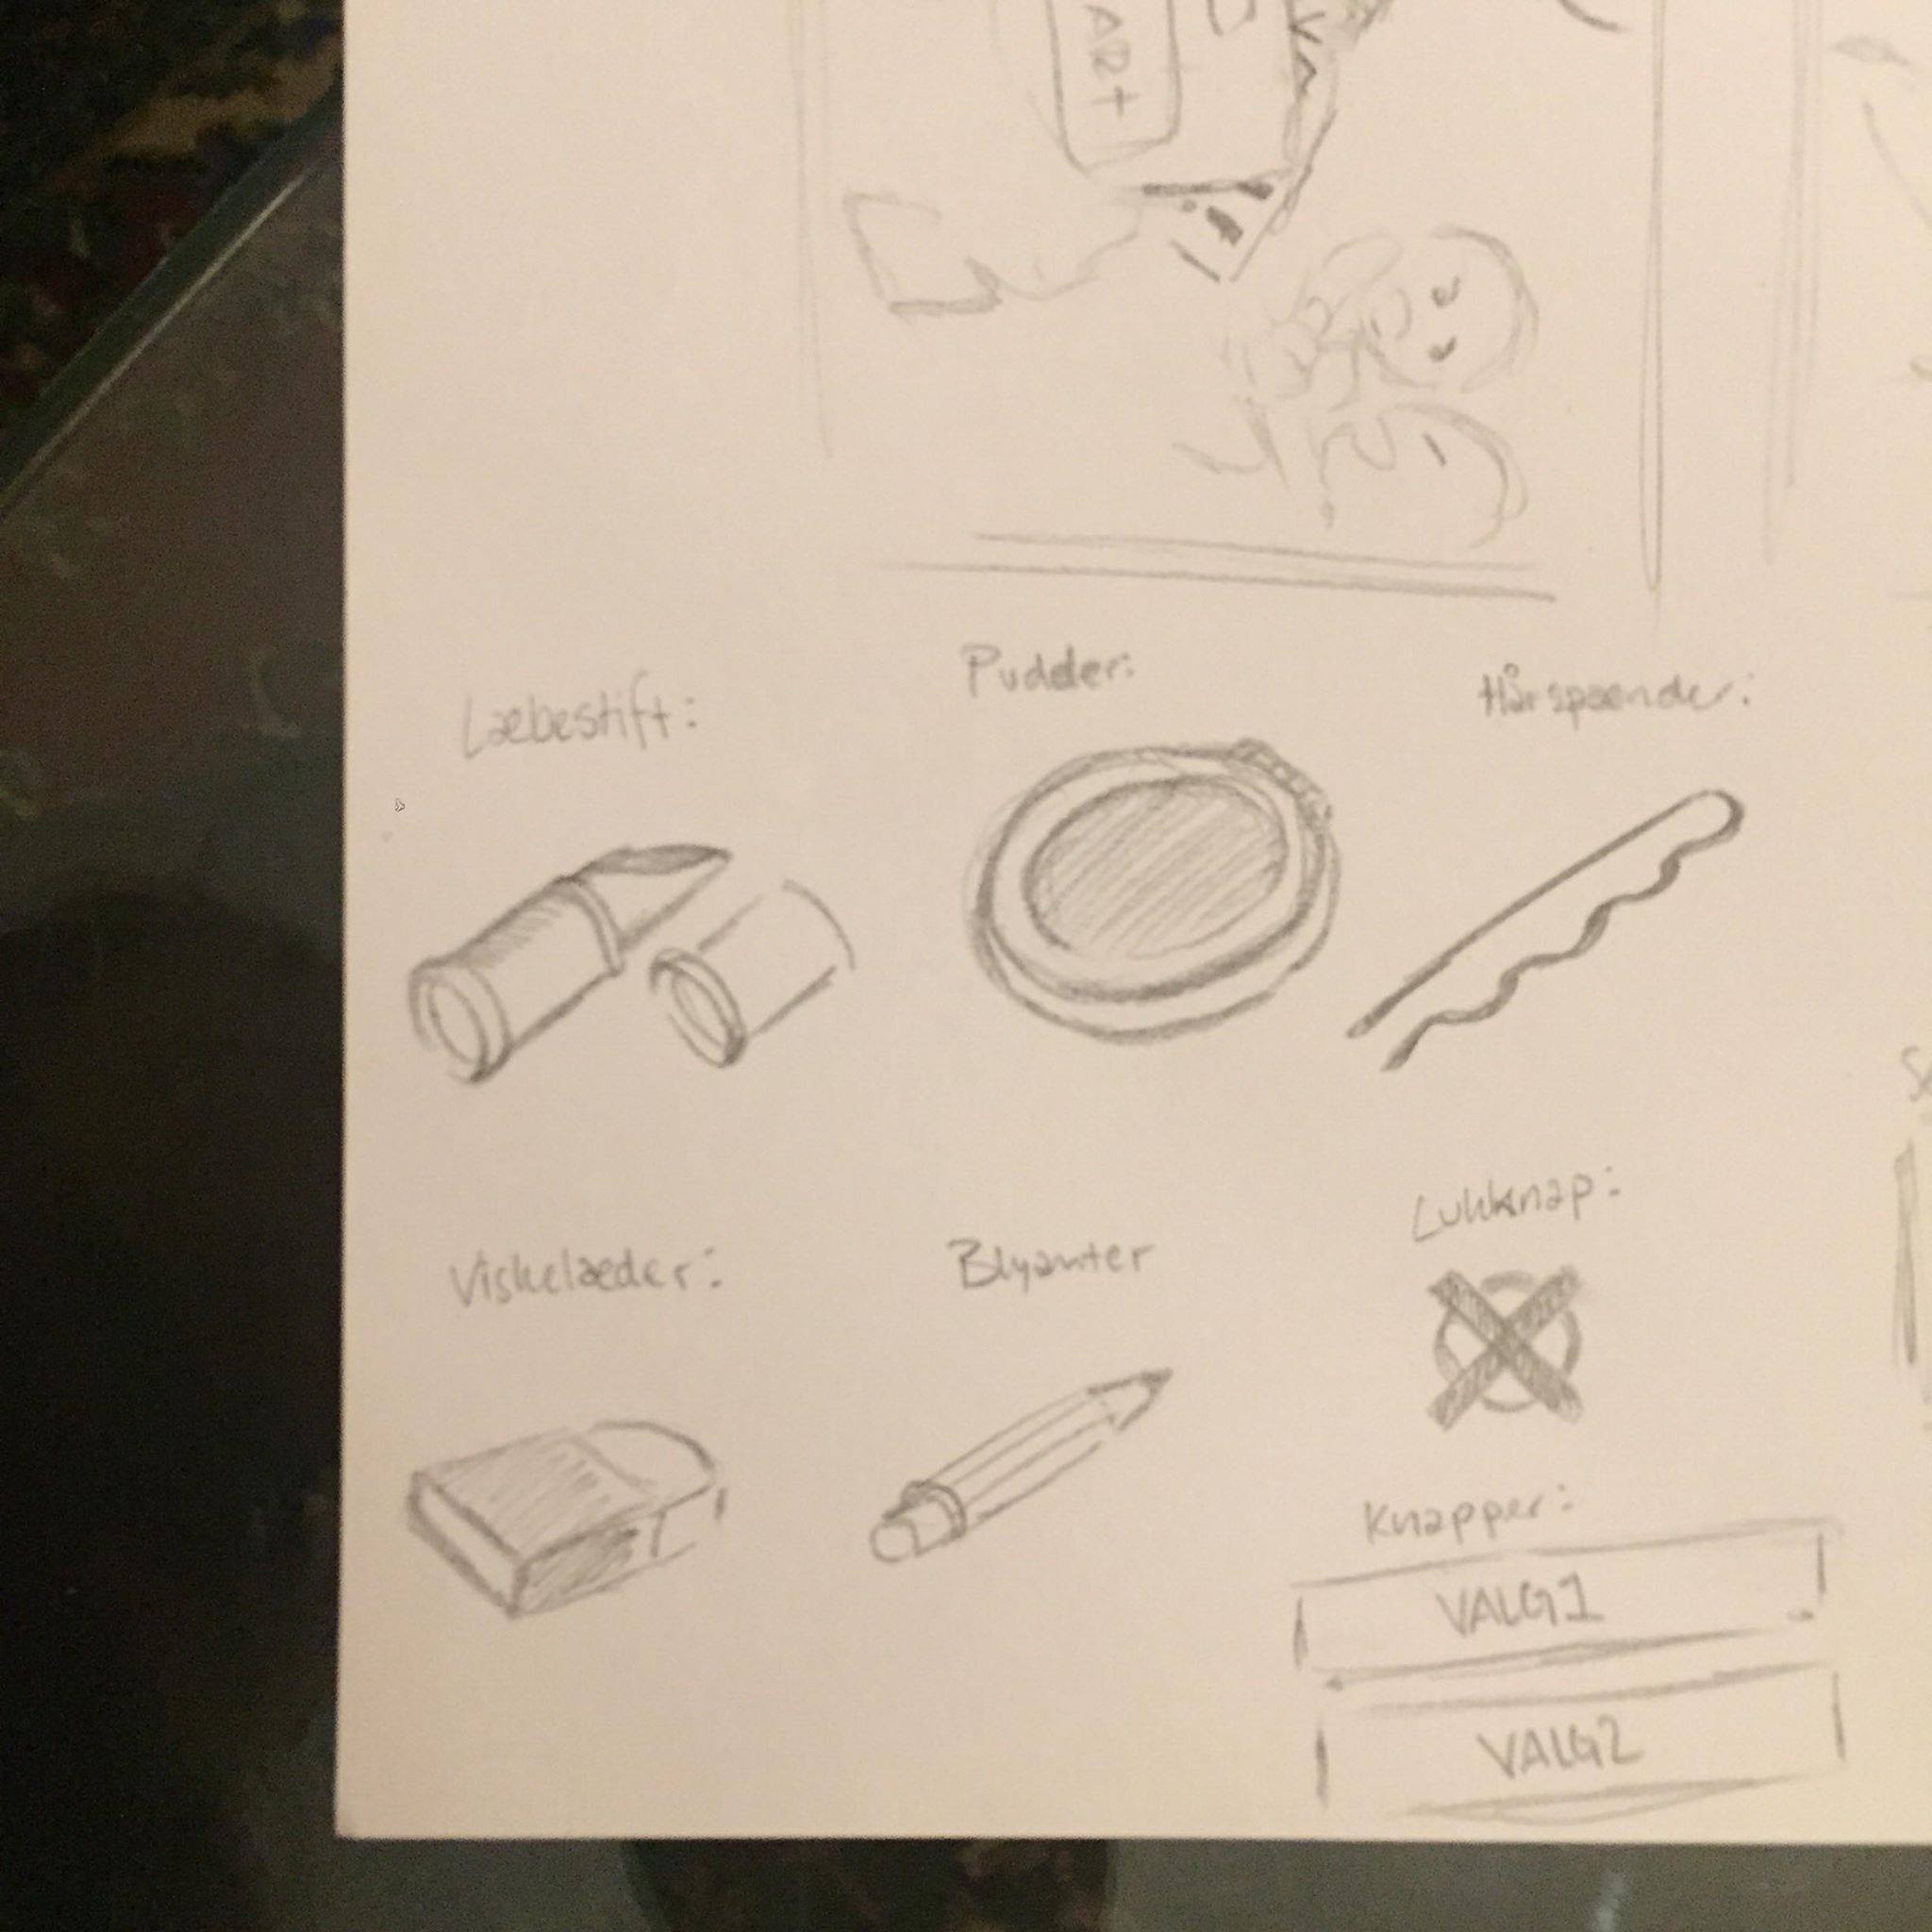 ART
Læbestift:
Pudder:
Hårspænder:
Viskelæder:
Blyanter
Lukknap:
Knapper:
VALG1
VALG2